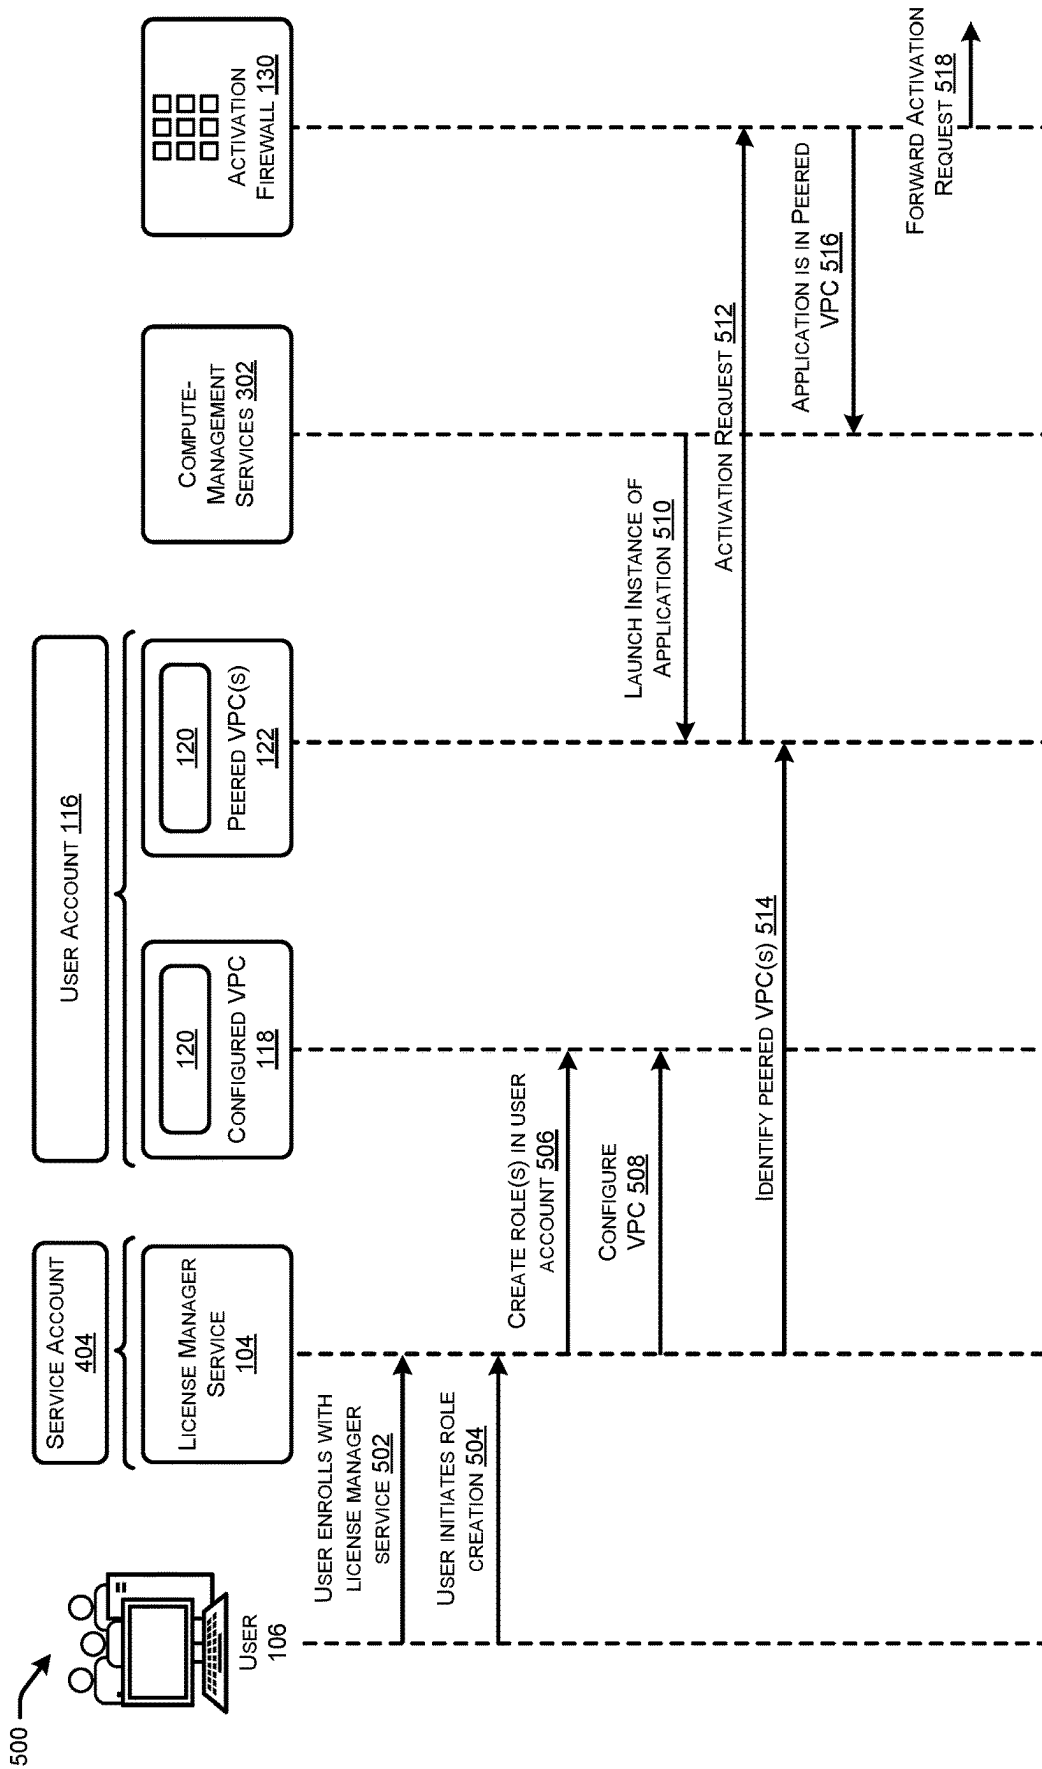 500
USER
106
SERVICE ACCOUNT
404
LICENSE MANAGER
SERVICE
104
USER ACCOUNT 116
120
CONFIGURED VPC
118
120
PEERED VPC(S)
122
COMPUTE-
MANAGEMENT
SERVICES 302
ACTIVATION
FIREWALL 130
USER ENROLLS WITH
LICENSE MANAGER
SERVICE 502
USER INITIATES ROLE
CREATION 504
CREATE ROLE(S) IN USER
ACCOUNT 506
CONFIGURE
VPC 508
LAUNCH INSTANCE OF
APPLICATION 510
ACTIVATION REQUEST 512
IDENTIFY PEERED VPC(S) 514
APPLICATION IS IN PEERED
VPC 516
FORWARD ACTIVATION
REQUEST 518